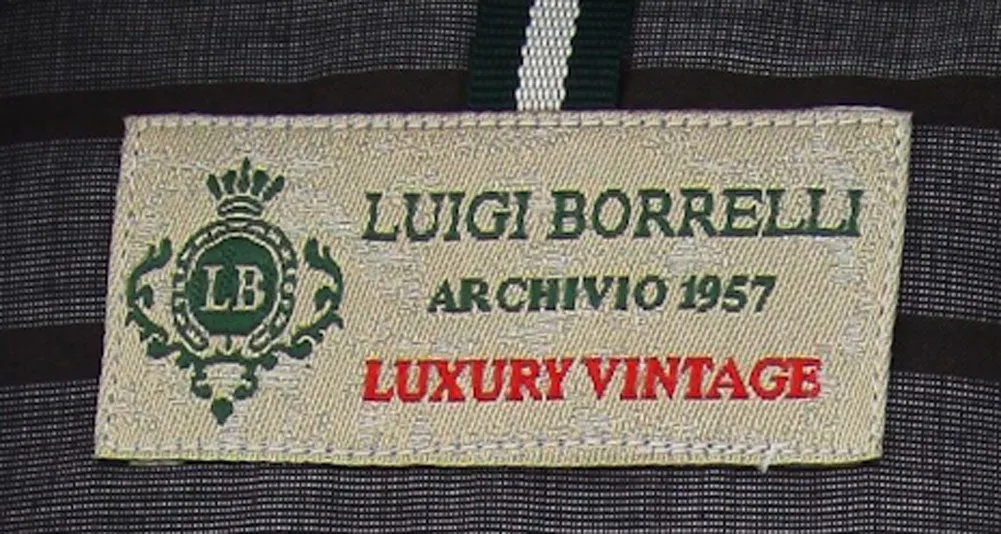 LB
LUIGI BORRELLI
ARCHIVIO 1957
LUXURY VINTAGE